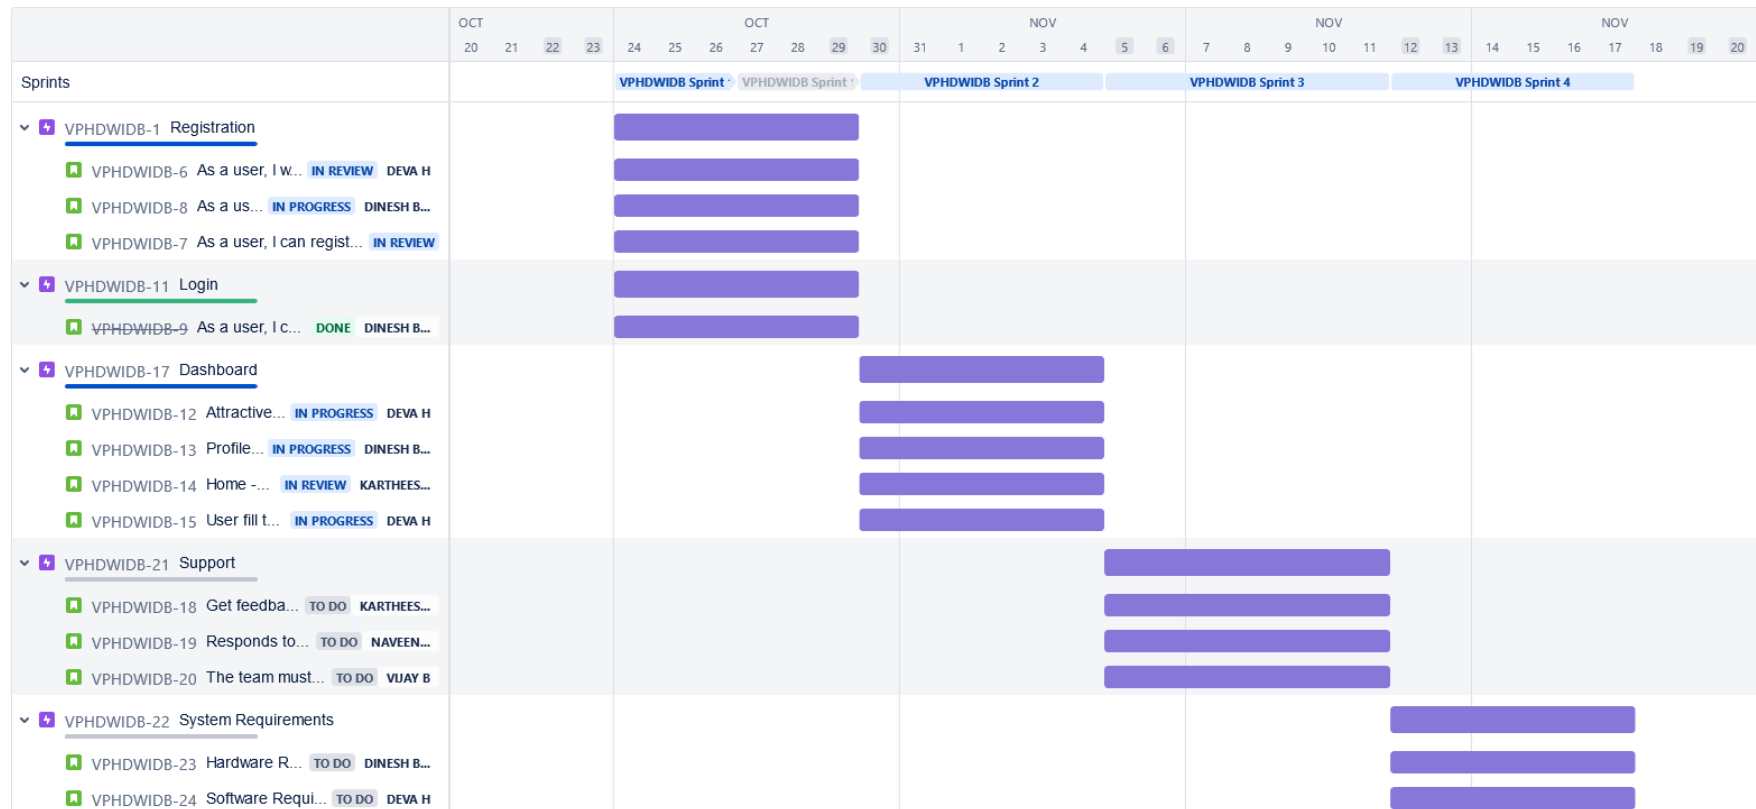 OCT OCT NOV NOV NOV
20 21 22 23 24 25 26 27 28 29 30 31 1 2 3 4 5 6 7 8 9 10 11 12 13 14 15 16 17 18 19 20
Sprints VPHDWIDB Sprint VPHDWIDB Sprint VPHDWIDB Sprint 2 VPHDWIDB Sprint 3 VPHDWIDB Sprint 4
VPHDWIDB-1 Registration
VPHDWIDB-6 As a user, I w... IN REVIEW DEVA H
VPHDWIDB-8 As a us... IN PROGRESS DINESH B...
VPHDWIDB-7 As a user, I can regist... IN REVIEW
VPHDWIDB-11 Login
VPHDWIDB-9 As a user, I c... DONE DINESH B...
VPHDWIDB-17 Dashboard
VPHDWIDB-12 Attractive... IN PROGRESS DEVA H
VPHDWIDB-13 Profile... IN PROGRESS DINESH B...
VPHDWIDB-14 Home -... IN REVIEW KARTHEES...
VPHDWIDB-15 User fill t... IN PROGRESS DEVA H
VPHDWIDB-21 Support
VPHDWIDB-18 Get feedba... TO DO KARTHEES...
VPHDWIDB-19 Responds to... TO DO NAVEEN...
VPHDWIDB-20 The team must... TO DO VIJAY B
VPHDWIDB-22 System Requirements
VPHDWIDB-23 Hardware R... TO DO DINESH B...
VPHDWIDB-24 Software Requi... TO DO DEVA H